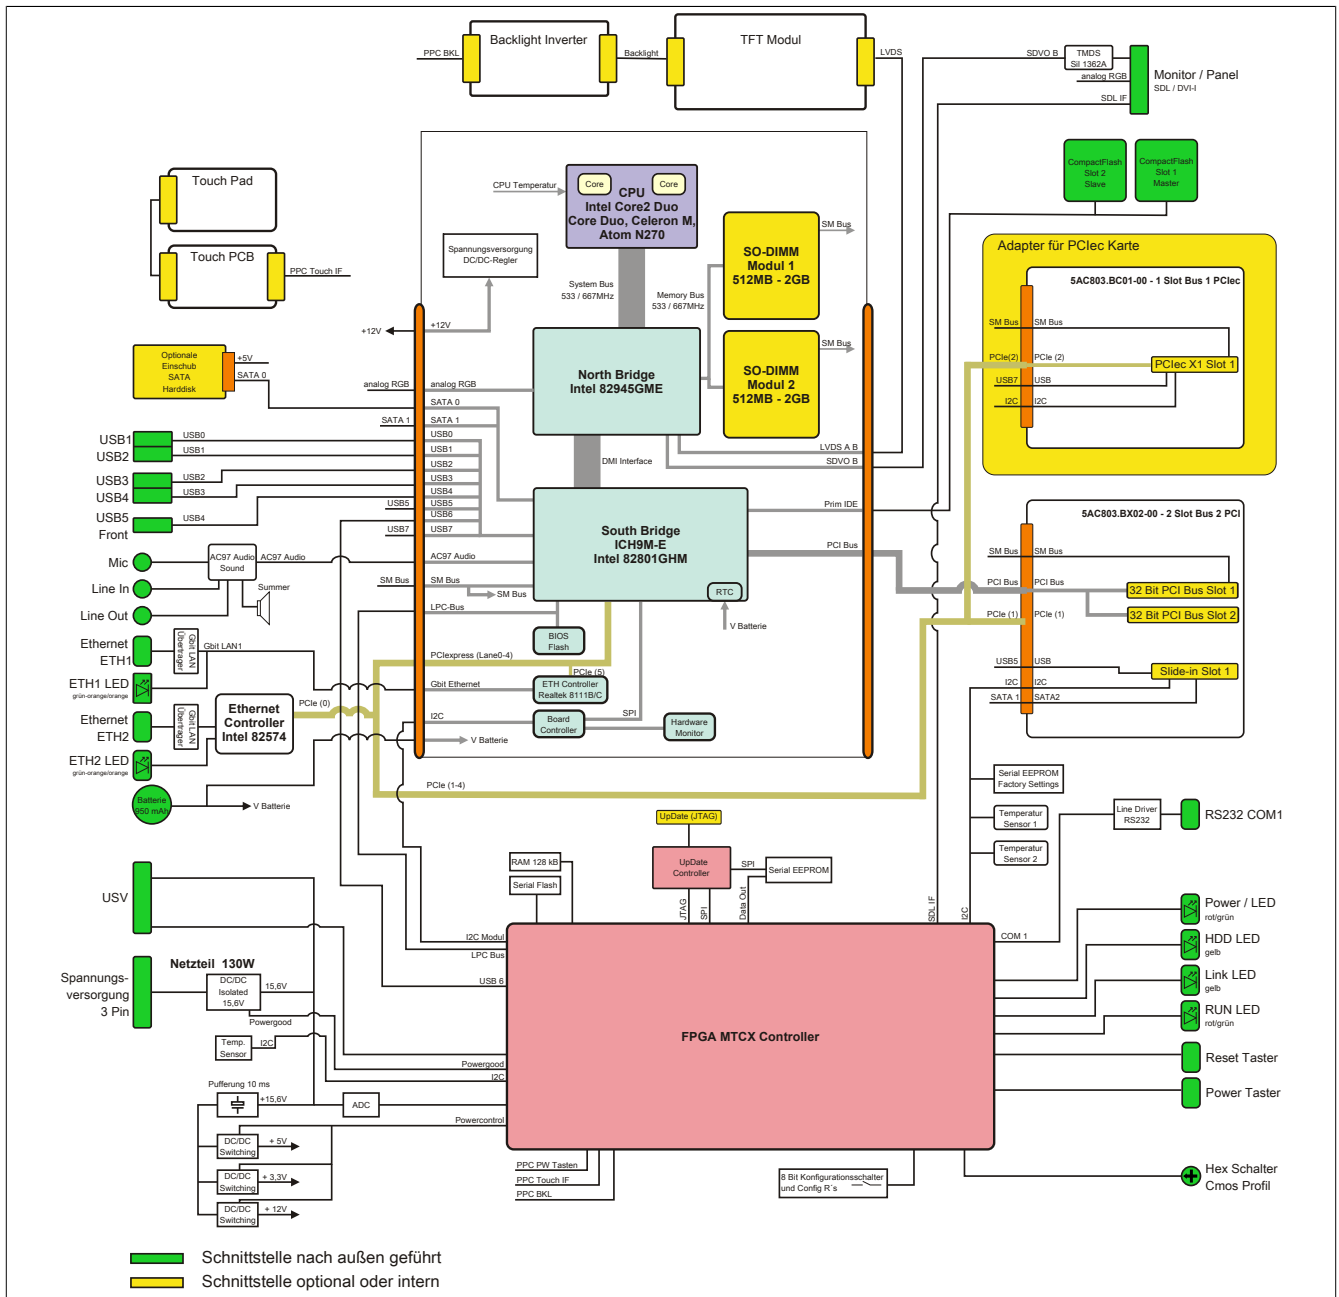 PPC BKL
Backlight Inverter
Backlight
TFT Modul
LVDS
SDVO B
TMDS
Sil 1362A
analog RGB
SDL IF
Monitor / Panel
SDL / DVI-I
CompactFlash
Slot 2
Slave
CompactFlash
Slot 1
Master
Touch Pad
Touch PCB
PPC Touch IF
CPU Temperatur
Core
Core
CPU
Intel Core2 Duo
Core Duo, Celeron M,
Atom N270
Spannungsversorgung
DC/DC-Regler
System Bus
533 / 667MHz
Memory Bus
533 / 667MHz
SO-DIMM
Modul 1
512MB - 2GB
SM Bus
SO-DIMM
Modul 2
512MB - 2GB
SM Bus
Adapter für PCIec Karte
5AC803.BC01-00 - 1 Slot Bus 1 PCIec
SM Bus
SM Bus
PCIe(2)
PCIe (2)
PCIec X1 Slot 1
USB7
USB
I2C
I2C
+12V
+12V
Optionale
Einschub
SATA
Harddisk
+5V
SATA 0
analog RGB
analog RGB
SATA 0
SATA 1
SATA 1
North Bridge
Intel 82945GME
LVDS A B
SDVO B
DMI Interface
USB1
USB0
USB2
USB1
USB3
USB2
USB4
USB3
USB5
Front
USB4
USB0
USB1
USB2
USB3
USB4
USB5
USB5
USB6
USB7
USB7
South Bridge
ICH9M-E
Intel 82801GHM
RTC
Prim IDE
PCI Bus
V Batterie
5AC803.BX02-00 - 2 Slot Bus 2 PCI
SM Bus
SM Bus
PCI Bus
PCI Bus
32 Bit PCI Bus Slot 1
PCIe (1)
PCIe (1)
32 Bit PCI Bus Slot 2
USB5
USB
Slide-in Slot 1
I2C
I2C
SATA 1
SATA2
Mic
AC97 Audio
Sound
AC97 Audio
AC97 Audio
Line In
Summer
Line Out
SM Bus
SM Bus
SM Bus
LPC-Bus
BIOS
Flash
Ethernet
ETH1
Gbit LAN
Übertrager
Gbit LAN1
ETH1 LED
grün-orange/orange
PCIexpress (Lane0-4)
PCIe (5)
Gbit Ethernet
ETH Controller
Realtek 8111B/C
PCIe (0)
Ethernet
Controller
Intel 82574
Ethernet
ETH2
Gbit LAN
Übertrager
ETH2 LED
grün-orange/orange
I2C
SPI
Board
Controller
Hardware
Monitor
V Batterie
Batterie
950 mAh
V Batterie
PCIe (1-4)
Serial EEPROM
Factory Settings
Temperatur
Sensor 1
Temperatur
Sensor 2
Line Driver
RS232
RS232 COM1
UpDate (JTAG)
UpDate
Controller
SPI
Serial EEPROM
RAM 128 kB
Serial Flash
JTAG
SPI
Data Out
SDL IF
I2C
USV
I2C Modul
LPC Bus
USB 6
COM 1
Power / LED
rot/grün
HDD LED
gelb
Link LED
gelb
RUN LED
rot/grün
Spannungs-
versorgung
3 Pin
Netzteil 130W
DC/DC
Isolated
15,6V
15,6V
Powergood
Temp.
Sensor
I2C
FPGA MTCX Controller
Powergood
I2C
Reset Taster
Power Taster
Pufferung 10 ms
+15,6V
ADC
Powercontrol
DC/DC
Switching
+ 5V
DC/DC
Switching
+ 3,3V
DC/DC
Switching
+ 12V
PPC PW Tasten
PPC Touch IF
PPC BKL
8 Bit Konfigurationsschalter
und Config R´s
Hex Schalter
Cmos Profil
Schnittstelle nach außen geführt
Schnittstelle optional oder intern